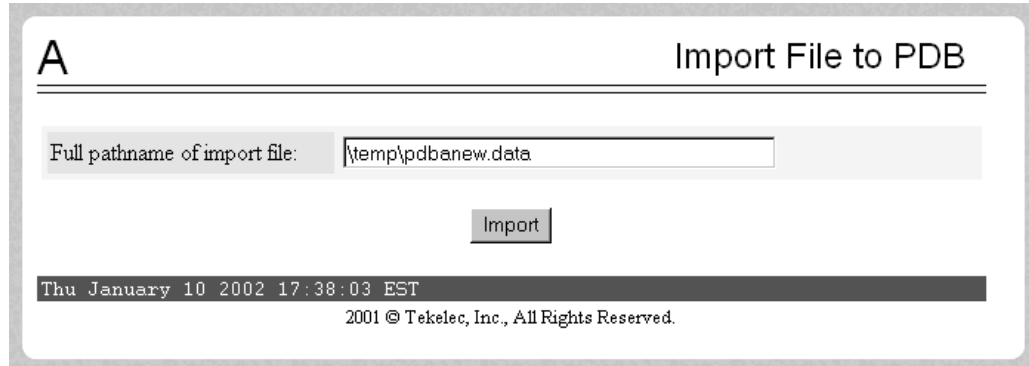 A
Import File to PDB
Full pathname of import file:
\temp\pdbanew.data
Import
Thu January 10 2002 17:38:03 EST
2001 © Tekelec, Inc., All Rights Reserved.